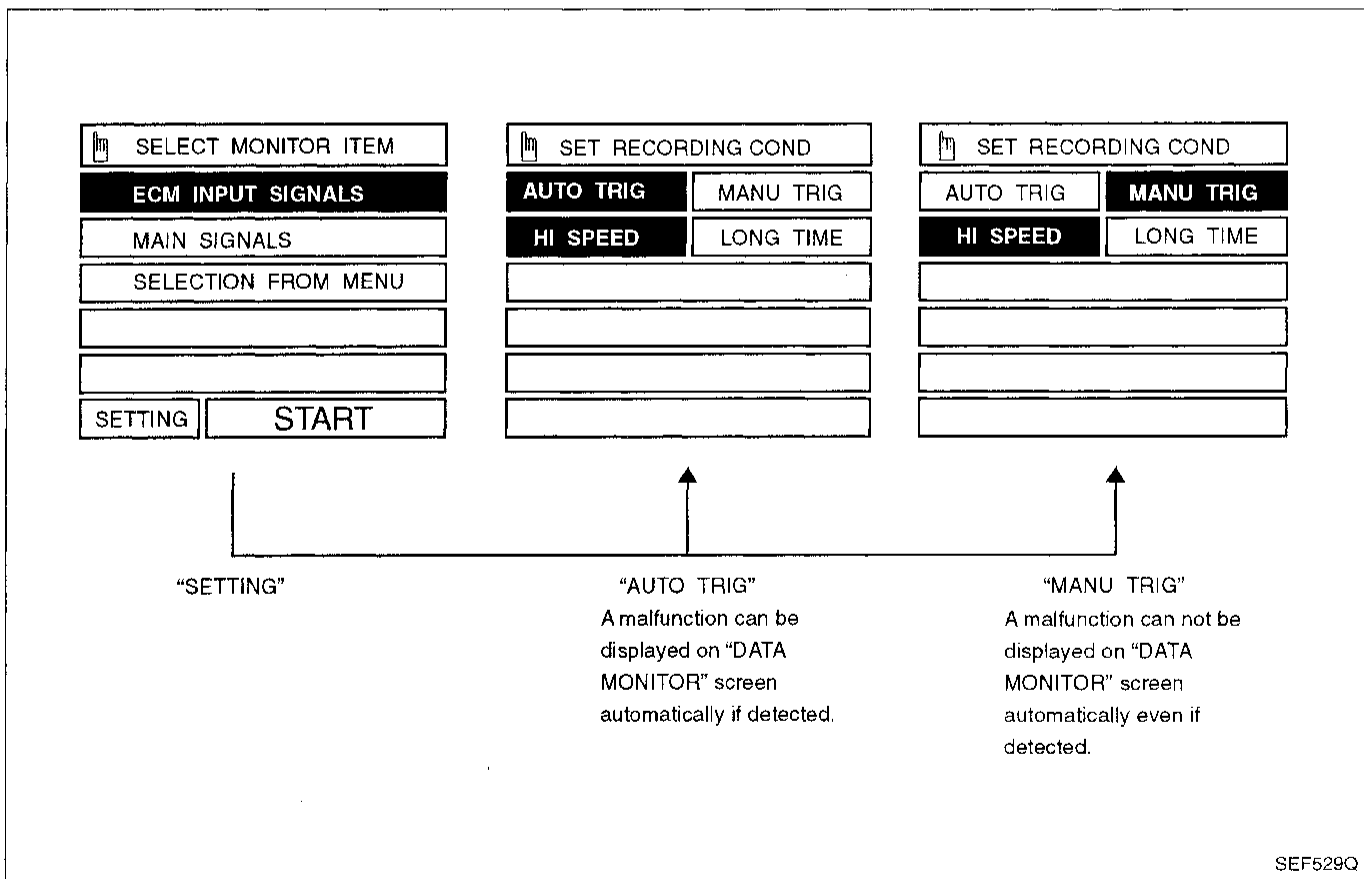 SELECT MONITOR ITEM
ECM INPUT SIGNALS
MAIN SIGNALS
SELECTION FROM MENU
SETTING START
SET RECORDING COND
AUTO TRIG MANU TRIG
HI SPEED LONG TIME
SET RECORDING COND
AUTO TRIG MANU TRIG
HI SPEED LONG TIME
"SETTING"
"AUTO TRIG"
A malfunction can be
displayed on "DATA
MONITOR" screen
automatically if detected.
"MANU TRIG"
A malfunction can not be
displayed on "DATA
MONITOR" screen
automatically even if
detected.
SEF529Q